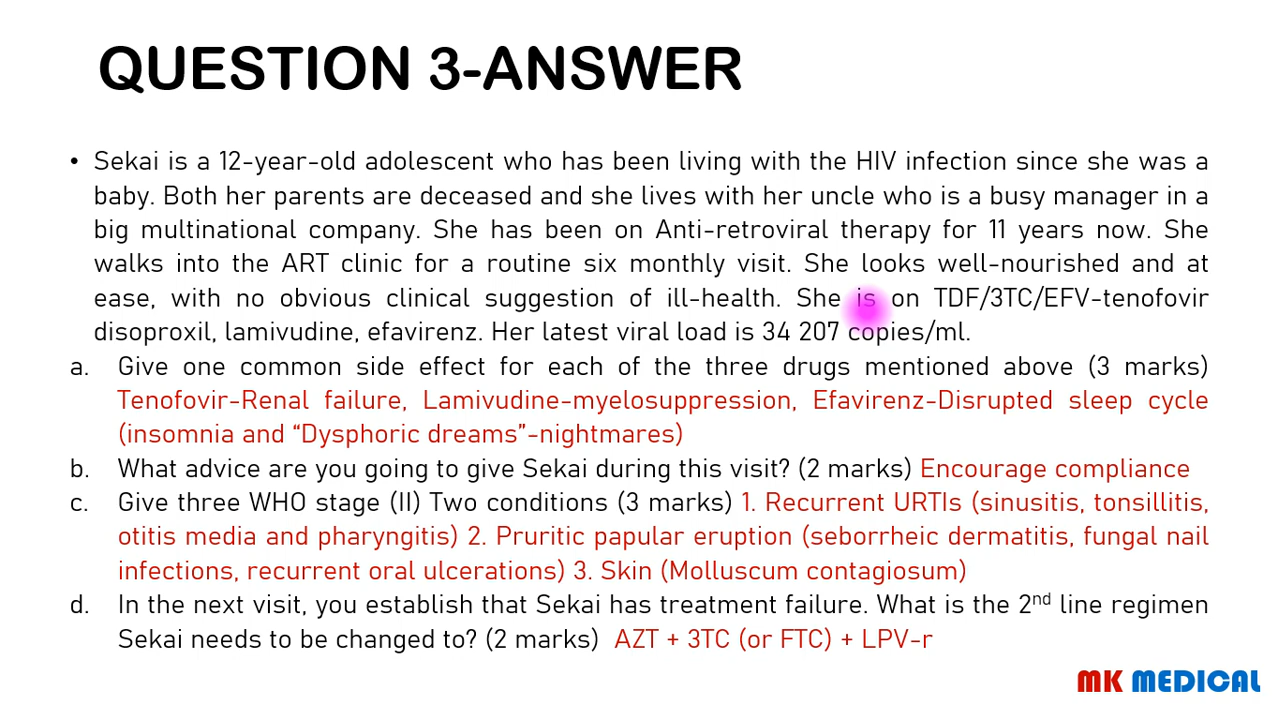 QUESTION 3-ANSWER
• Sekai is a 12-year-old adolescent who has been living with the HIV infection since she was a
baby. Both her parents are deceased and she lives with her uncle who is a busy manager in a
big multinational company. She has been on Anti-retroviral therapy for 11 years now. She
walks into the ART clinic for a routine six monthly visit. She looks well-nourished and at
ease, with no obvious clinical suggestion of ill-health. She is on TDF/3TC/EFV-tenofovir
disoproxil, lamivudine, efavirenz. Her latest viral load is 34 207 copies/ml.
a. Give one common side effect for each of the three drugs mentioned above (3 marks)
Tenofovir-Renal failure, Lamivudine-myelosuppression, Efavirenz-Disrupted sleep cycle
(insomnia and “Dysphoric dreams”-nightmares)
b. What advice are you going to give Sekai during this visit? (2 marks) Encourage compliance
c. Give three WHO stage (II) Two conditions (3 marks) 1. Recurrent URTIs (sinusitis, tonsillitis,
otitis media and pharyngitis) 2. Pruritic papular eruption (seborrheic dermatitis, fungal nail
infections, recurrent oral ulcerations) 3. Skin (Molluscum contagiosum)
d. In the next visit, you establish that Sekai has treatment failure. What is the 2nd line regimen
Sekai needs to be changed to? (2 marks) AZT + 3TC (or FTC) + LPV-r
MK MEDICAL